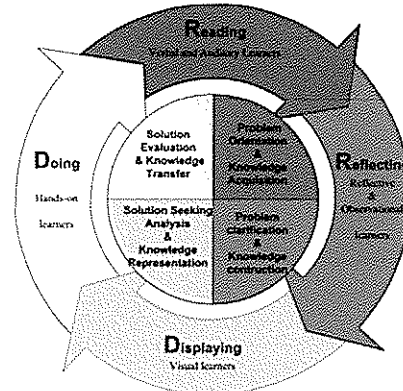 Reading
Verbal and Auditory Learners
Reflecting
Reflective
&
Observational
learners
Displaying
Visual learners
Doing
Hands-on
learners
Solution
Evaluation
& Knowledge
Transfer
Problem
Orientation
&
Knowledge
Acquisition
Solution Seeking
Analysis
&
Knowledge
Representation
Problem
clarification
&
Knowledge
contruction